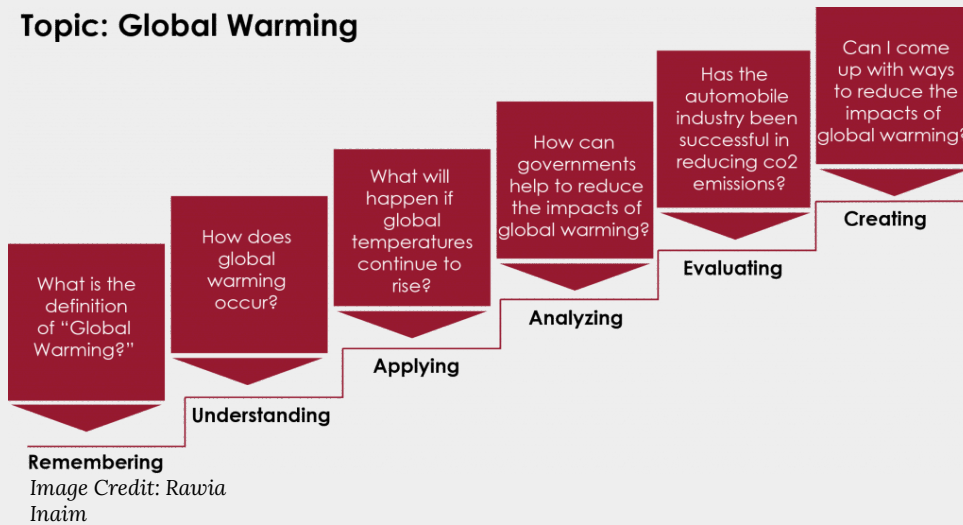 Topic: Global Warming
What is the
definition
of “Global
Warming?”
Remembering
How does
global
warming
occur?
Understanding
What will
happen if
global
temperatures
continue to
rise?
Applying
How can
governments
help to reduce
the impacts of
global warming?
Analyzing
Has the
automobile
industry been
successful in
reducing co2
emissions?
Evaluating
Can I come
up with ways
to reduce the
impacts of
global warming?
Creating
Image Credit: Rawia
Inaim